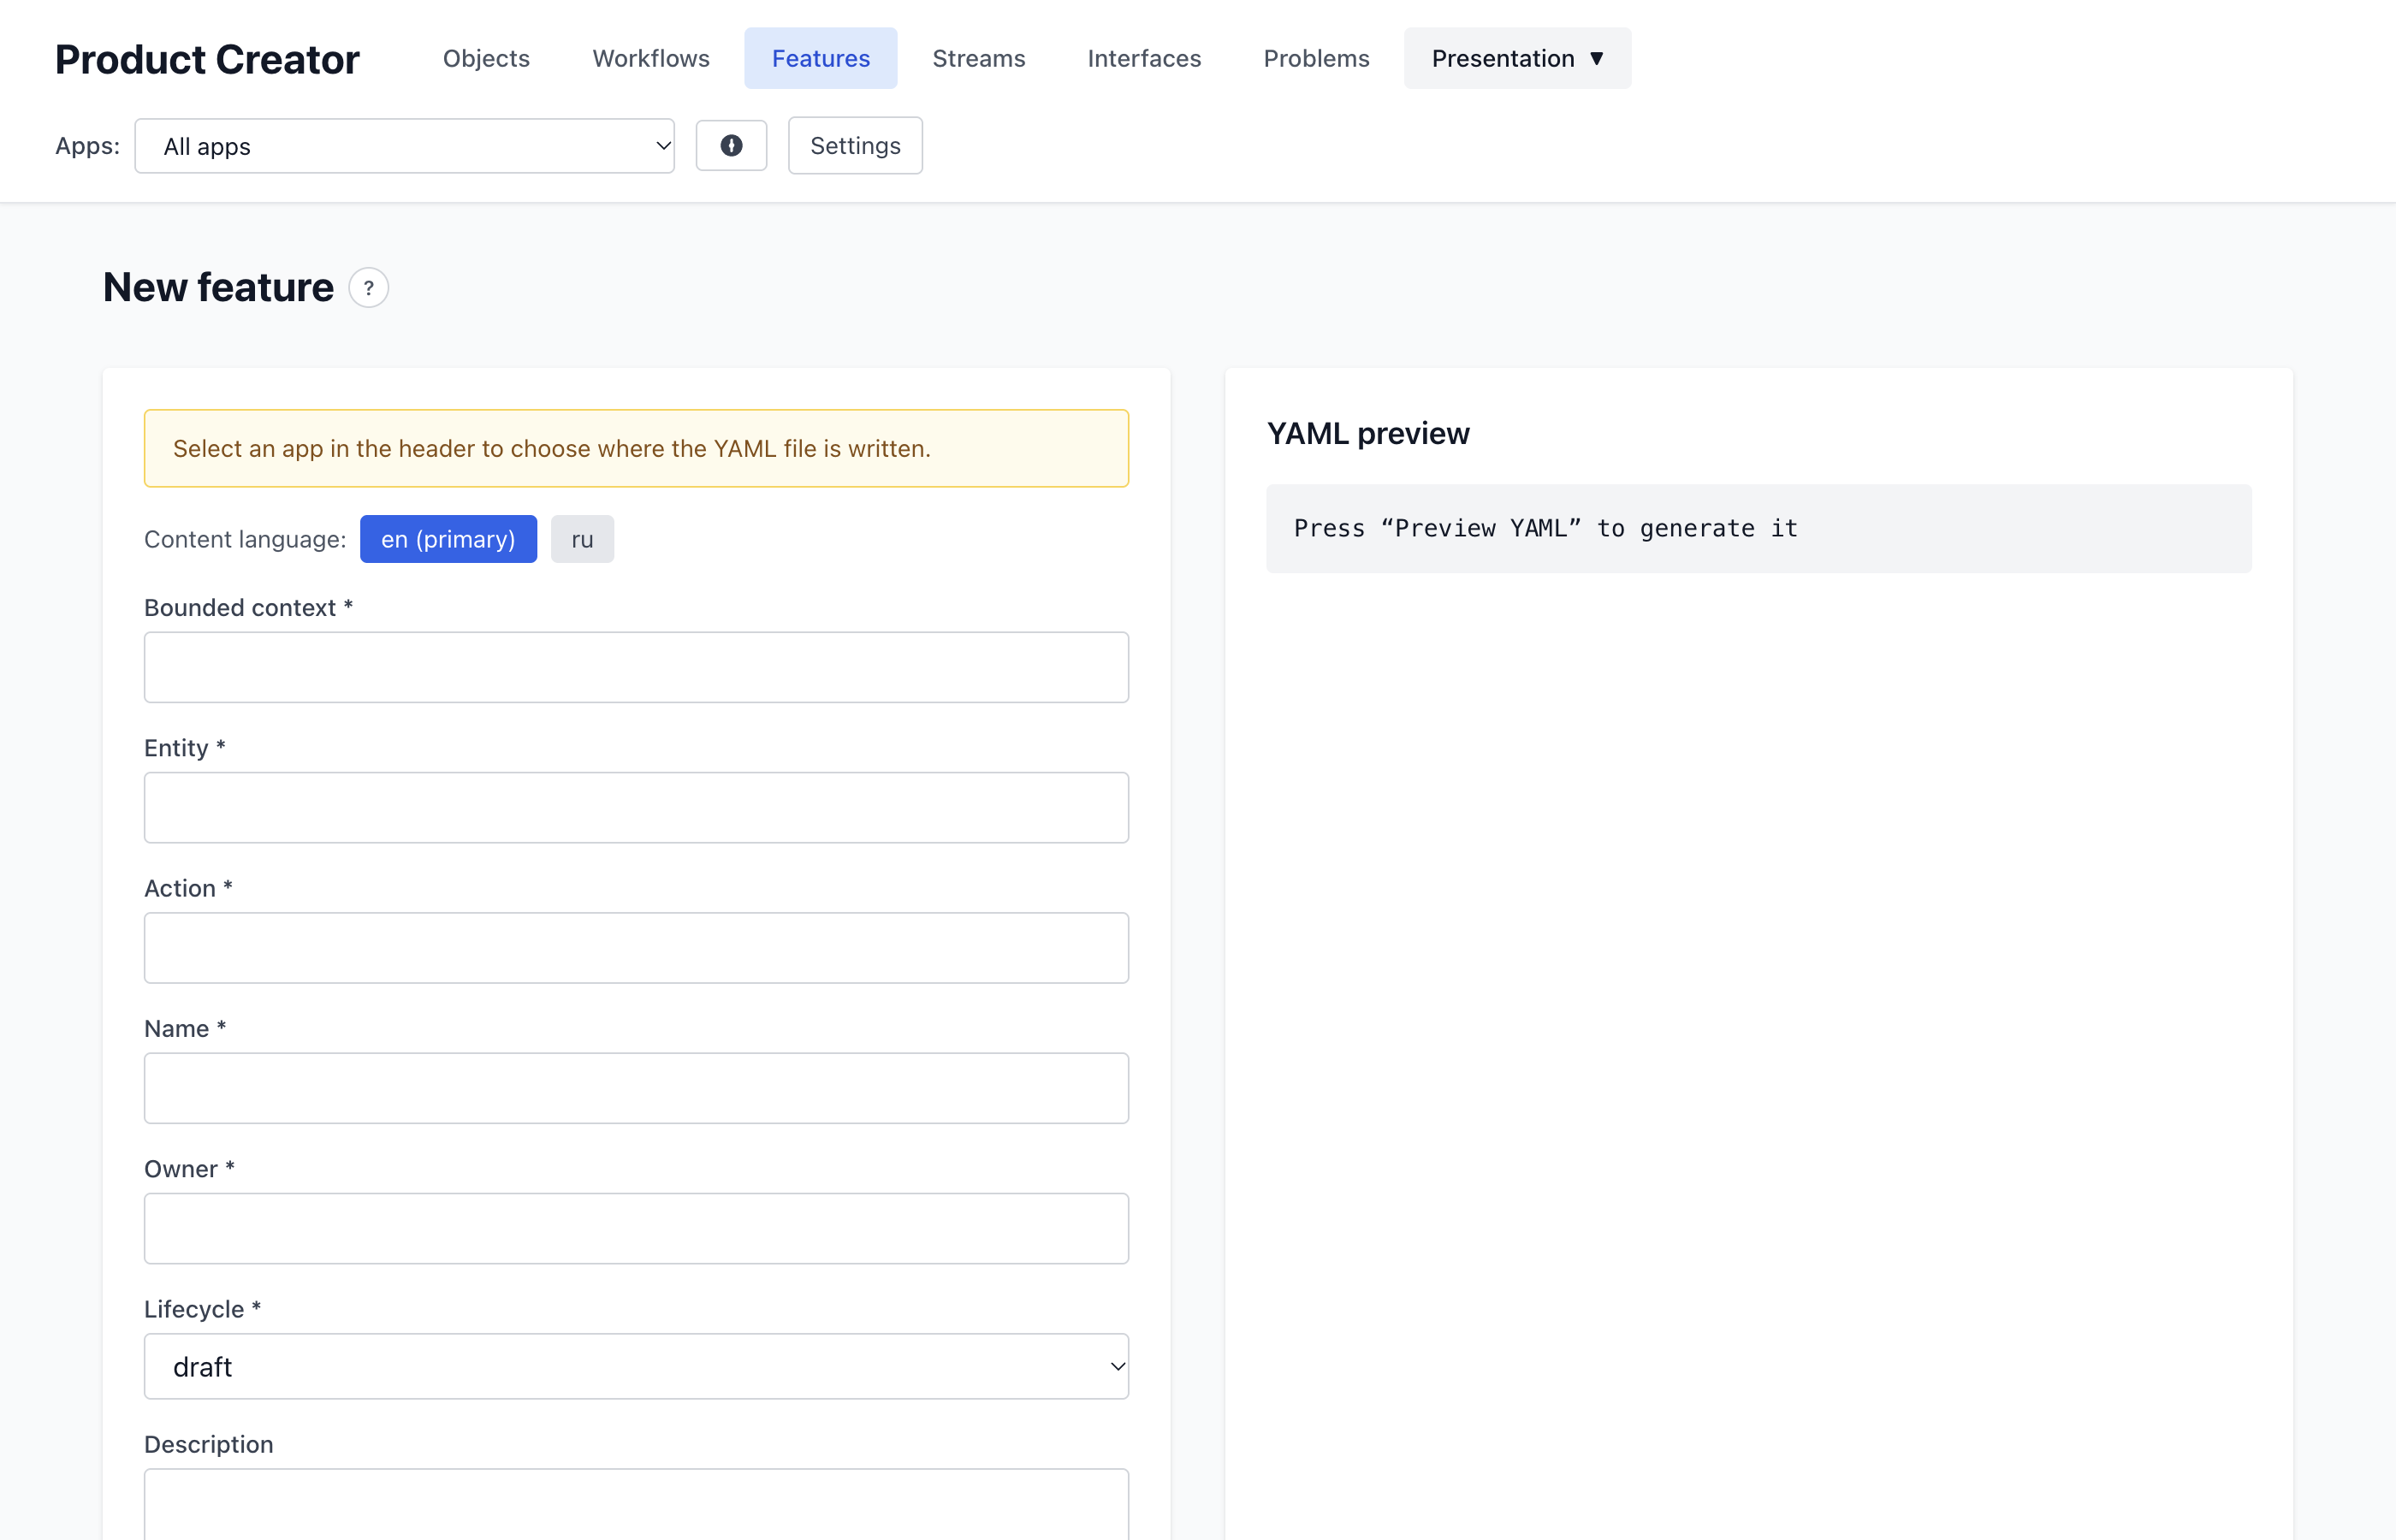 Product Creator Objects Workflows Features Streams Interfaces Problems Presentation ▼
Apps: All apps Settings
New feature ?
Select an app in the header to choose where the YAML file is written.
Content language: en (primary) ru
Bounded context *
Entity *
Action *
Name *
Owner *
Lifecycle *
draft
Description
YAML preview
Press “Preview YAML” to generate it